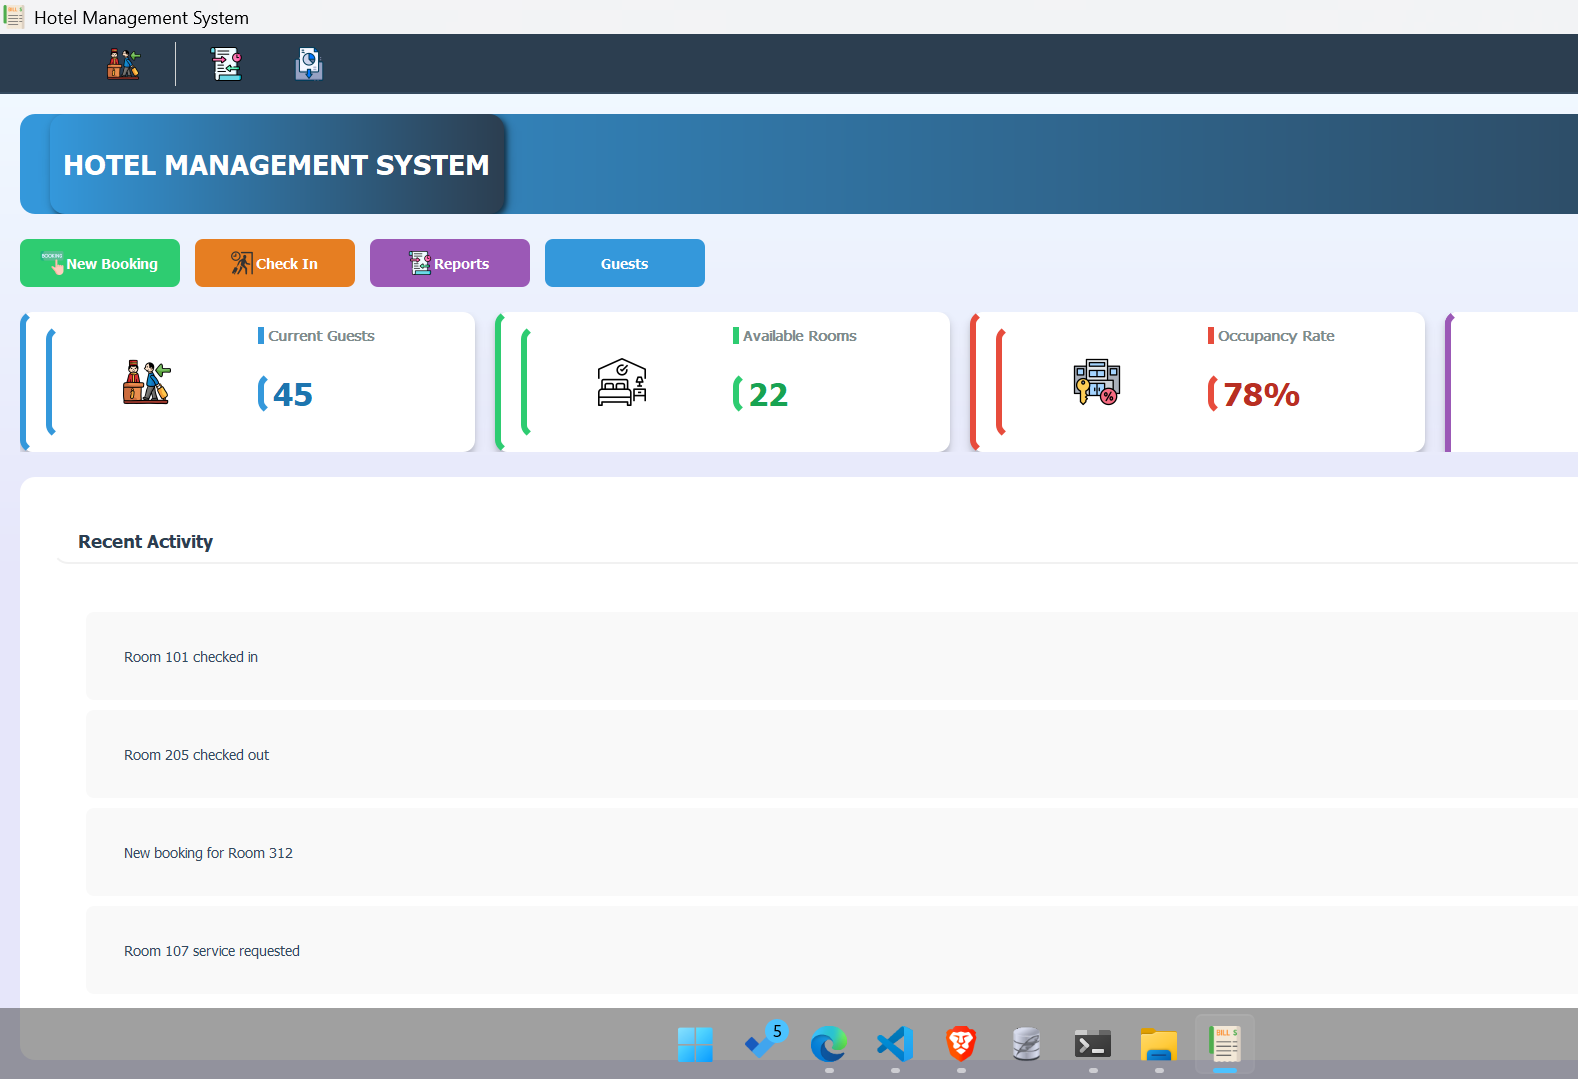 Hotel Management System
HOTEL MANAGEMENT SYSTEM
BOOKING
New Booking
Check In
Reports
Guests
Current Guests
45
Available Rooms
22
Occupancy Rate
%
78%
Recent Activity
Room 101 checked in
Room 205 checked out
New booking for Room 312
Room 107 service requested
5
BILL $